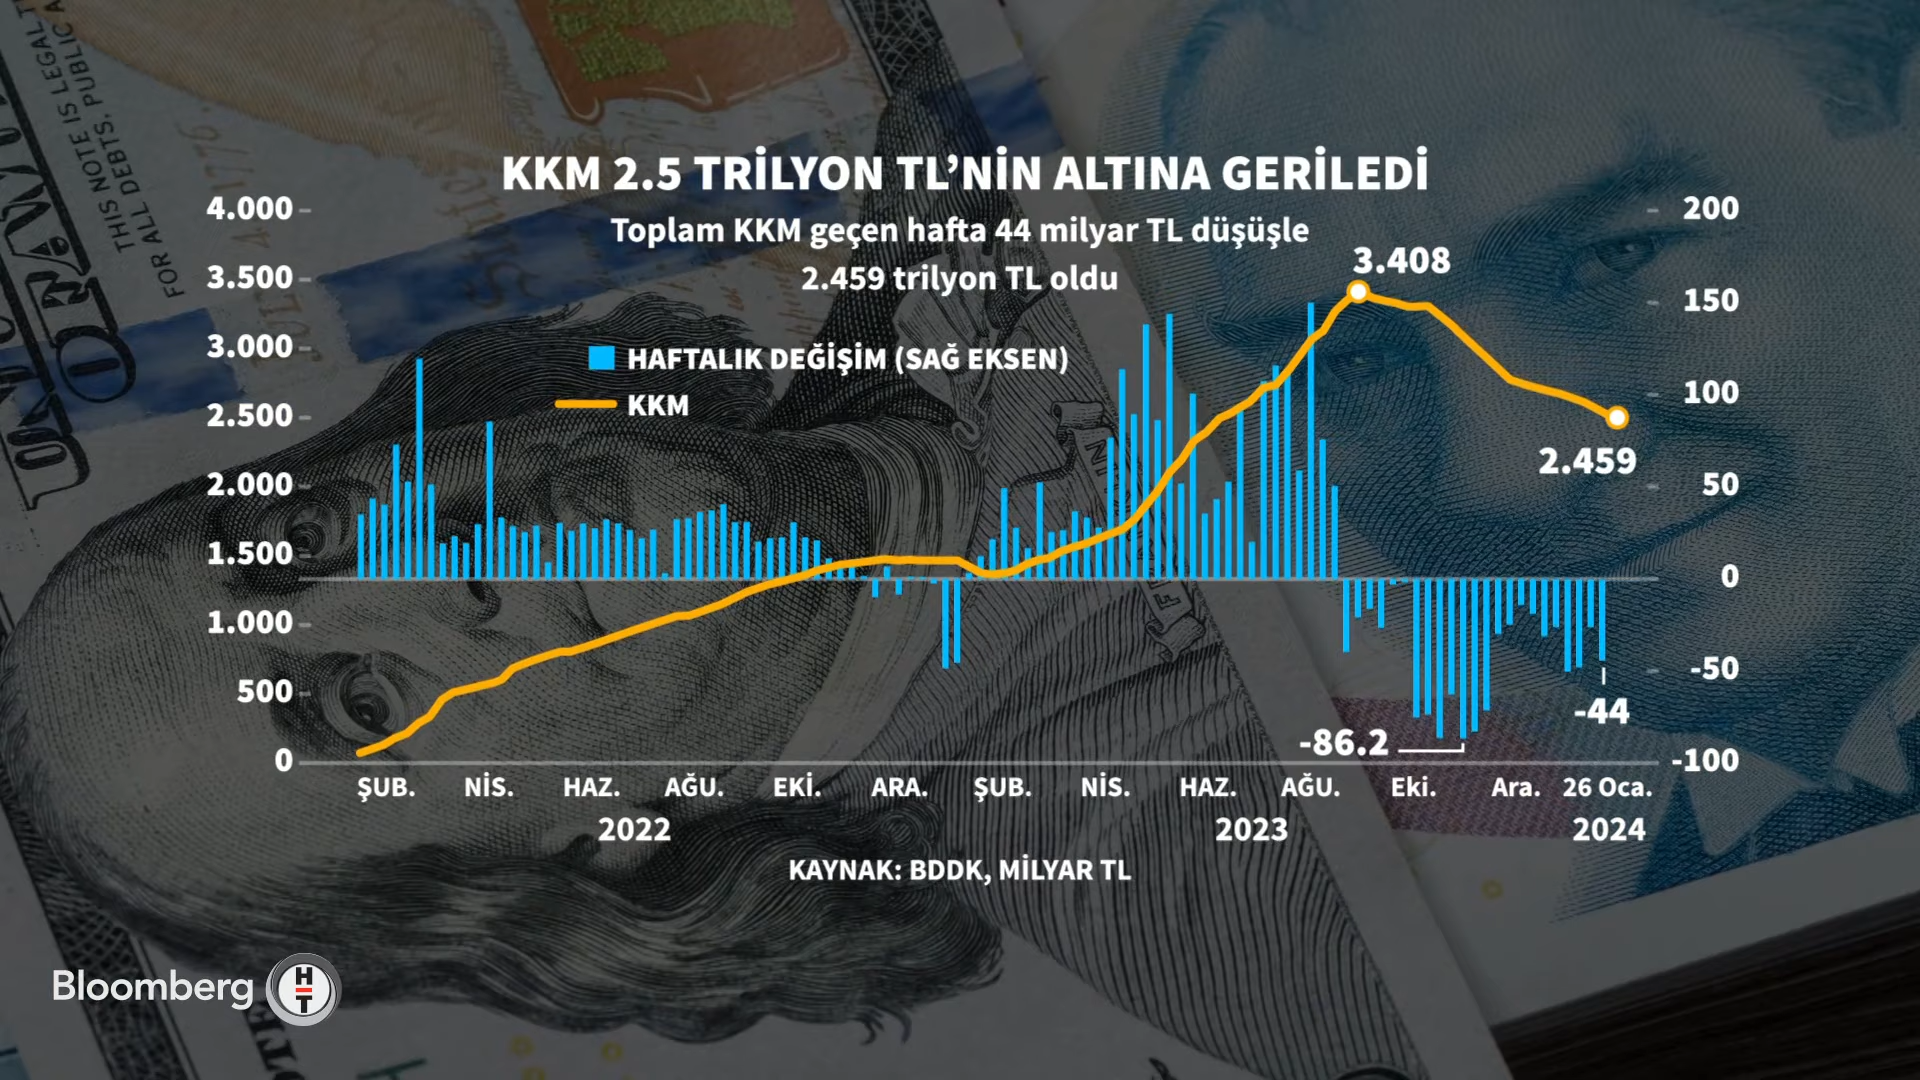 THIS NOTE IS LEGAL
FOR ALL DEBTS, PUBLIC
KKM 2.5 TRİLYON TL’NİN ALTINA GERİLEDİ
Toplam KKM geçen hafta 44 milyar TL düşüşle
2.459 trilyon TL oldu
HAFTALIK DEĞİŞİM (SAĞ EKSEN)
KKM
4.000
3.500
3.000
2.500
2.000
1.500
1.000
500
0
200
150
100
50
0
-50
-100
3.408
2.459
-86.2
-44
ŞUB. NİS. HAZ. AĞU. EKİ. ARA. ŞUB. NİS. HAZ. AĞU. Eki. Ara. 26 Oca.
2022 2023 2024
KAYNAK: BDDK, MİLYAR TL
Bloomberg HT